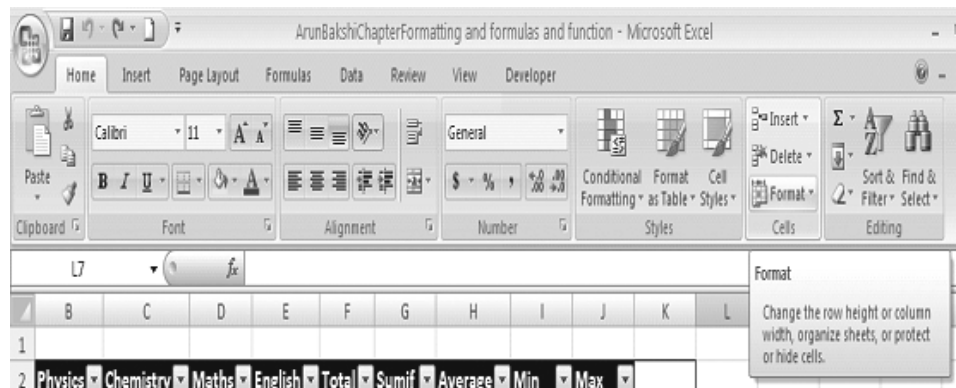 ArunBakshiChapterFormatting and formulas and function - Microsoft Excel
Home Insert Page Layout Formulas Data Review View Developer
Calibri 11 A A General Insert Σ
Delete
B I U A $ % , Paste Conditional Formatting Format as Table Cell Styles Format Sort & Filter Find & Select
Clipboard Font Alignment Number Styles Cells Editing
L7 fx
Format
Change the row height or column
width, organize sheets, or protect
or hide cells.
B C D E F G H I J K L
1
2 Physics Chemistry Maths English Total Sumif Average Min Max